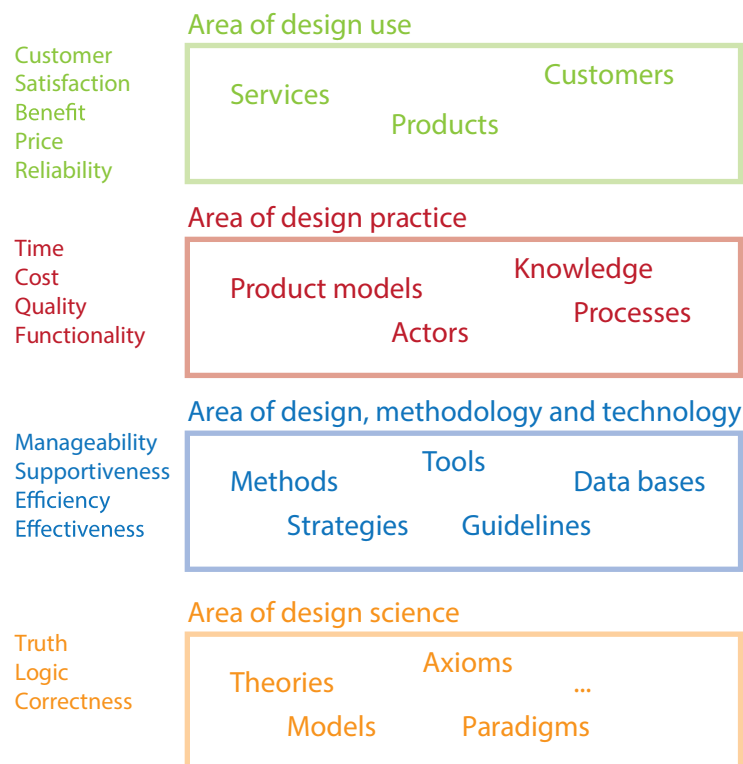 Area of design use
Customer
Satisfaction
Benefit
Price
Reliability
Services
Customers
Products
Area of design practice
Time
Cost
Quality
Functionality
Product models
Knowledge
Actors
Processes
Area of design, methodology and technology
Manageability
Supportiveness
Efficiency
Effectiveness
Methods
Tools
Data bases
Strategies
Guidelines
Area of design science
Truth
Logic
Correctness
Theories
Axioms
...
Models
Paradigms